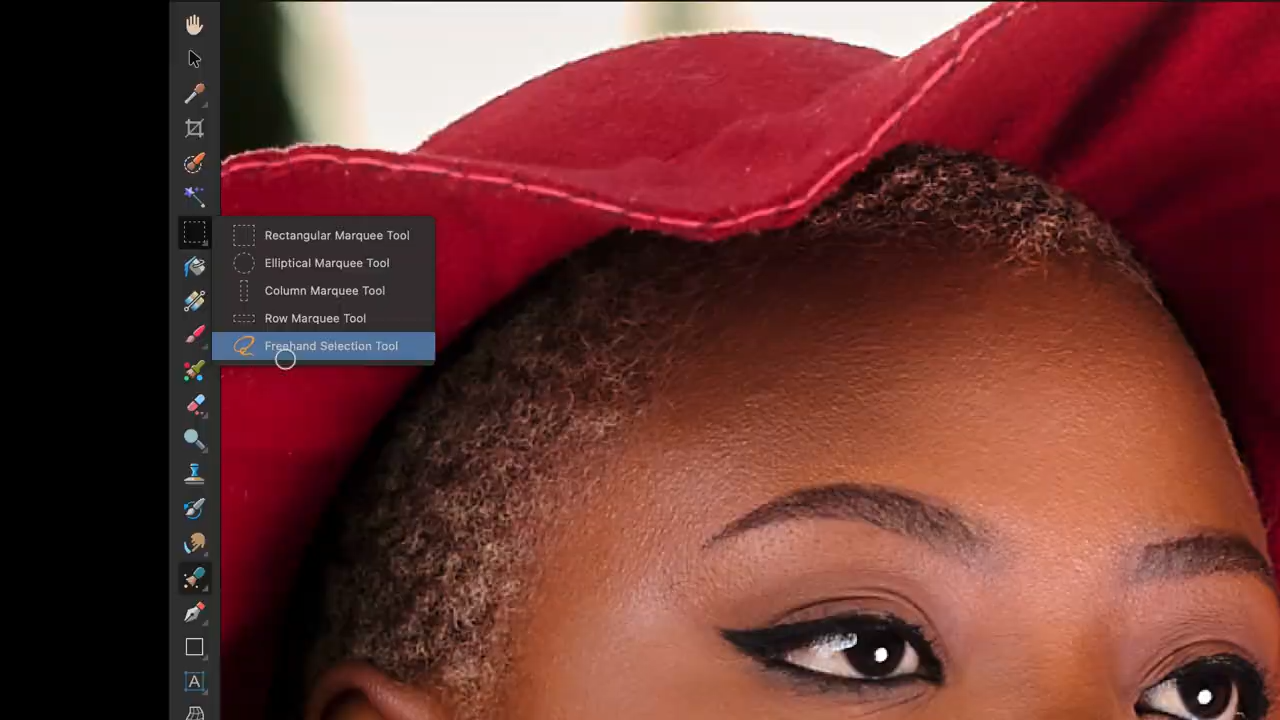 Rectangular Marquee Tool
Elliptical Marquee Tool
Column Marquee Tool
Row Marquee Tool
Freehand Selection Tool
A